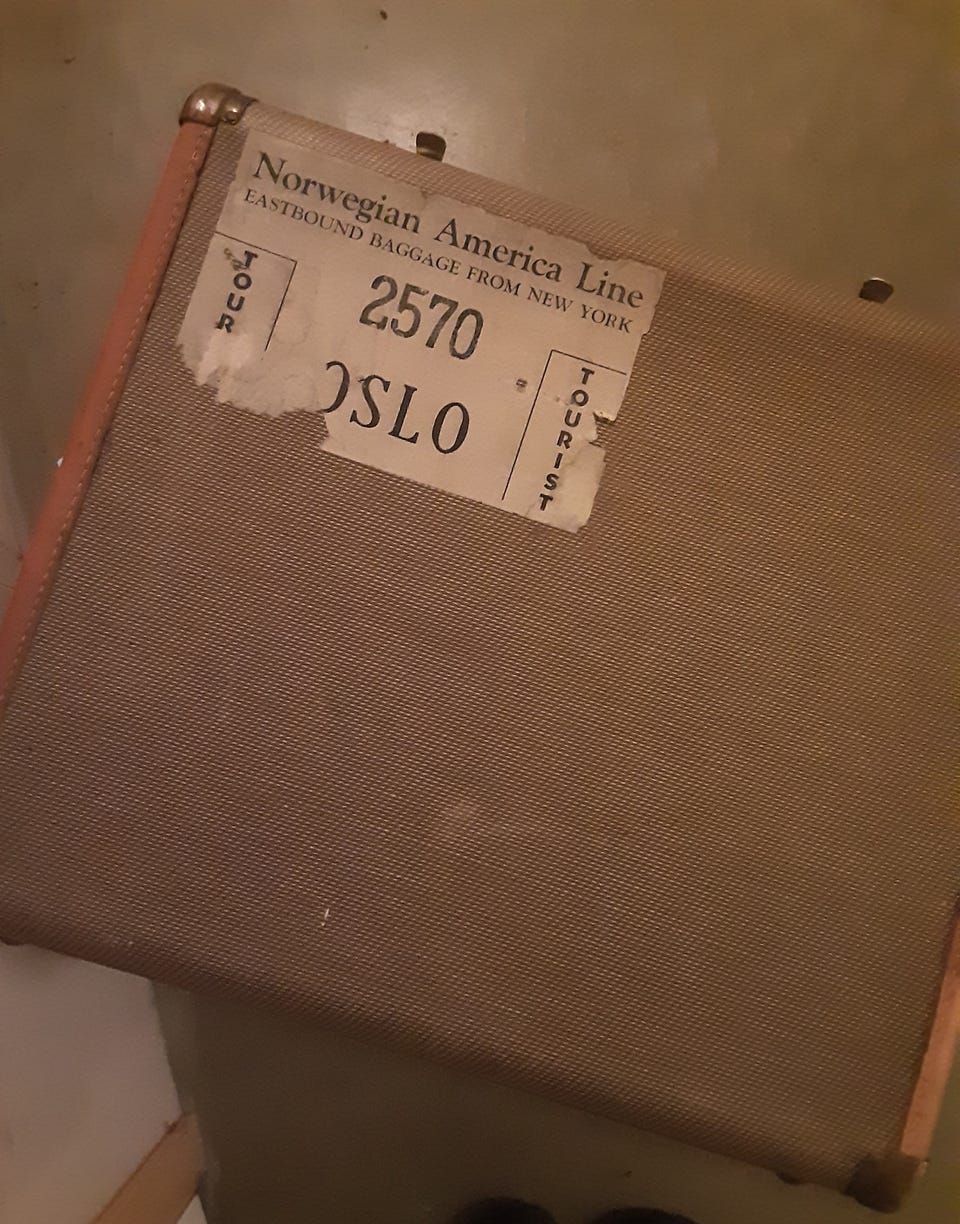 Norwegian America Line
EASTBOUND BAGGAGE FROM NEW YORK
TOUR
2570
OSLO
TOURIST